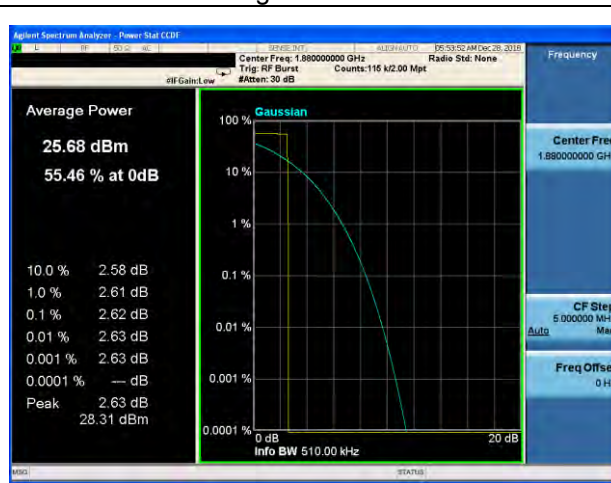 Agilent Spectrum Analyzer - Power Stat CCDF
L RF 50 Ω AC SENSE:INT ALIGN AUTO 05:53:52 AM Dec 28, 2018
Center Freq: 1.880000000 GHz Radio Std: None
Trig: RF Burst Counts:115 k/2.00 Mpt
#IFGain:Low #Atten: 30 dB
Frequency
Average Power
25.68 dBm
55.46 % at 0dB
10.0 % 2.58 dB
1.0 % 2.61 dB
0.1 % 2.62 dB
0.01 % 2.63 dB
0.001 % 2.63 dB
0.0001 % --- dB
Peak 2.63 dB
28.31 dBm
Gaussian
100 %
10 %
1 %
0.1 %
0.01 %
0.001 %
0.0001 %
0 dB 20 dB
Info BW 510.00 kHz
Center Fre
1.880000000 GH
CF Ste
5.000000 MH
Auto Ma
Freq Offse
0 H
MSG STATUS